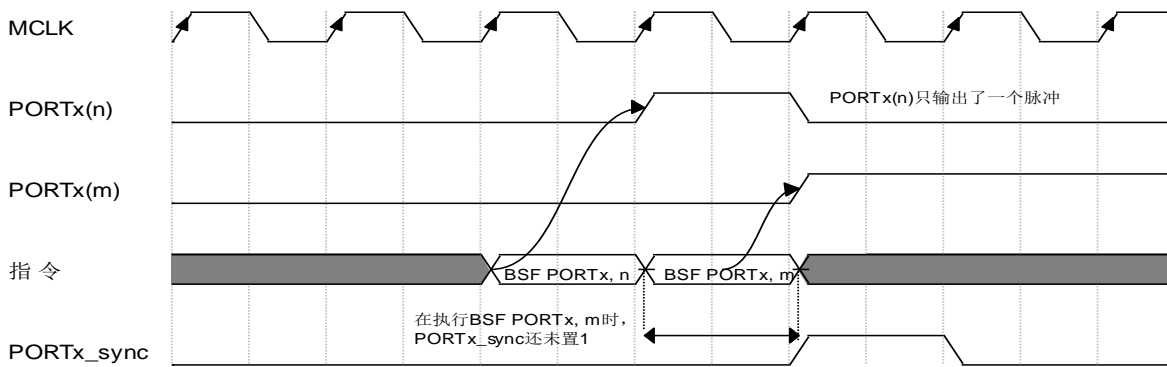 MCLK
PORTx(n)
PORTx(n)只输出了一个脉冲
PORTx(m)
指 令
BSF PORTx, n
BSF PORTx, m
在执行BSF PORTx, m时，
PORTx_sync还未置1
PORTx_sync